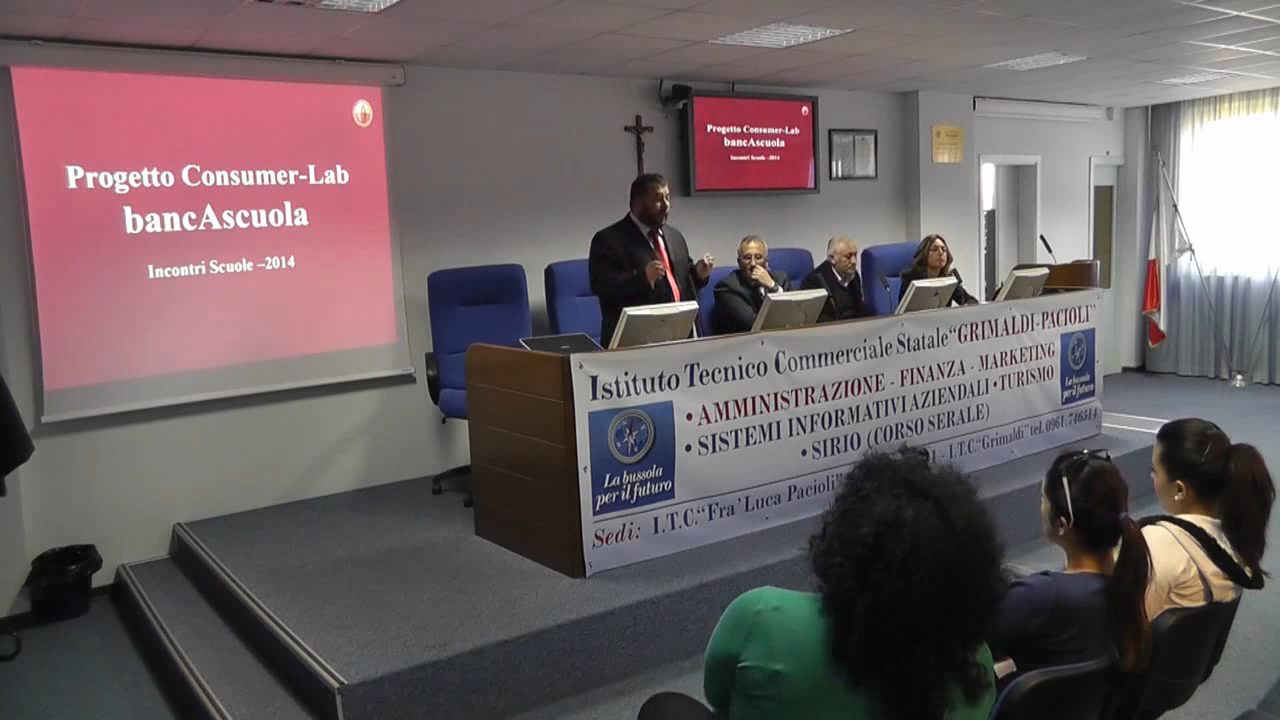 Progetto Consumer-Lab
bancAscuola
Incontri Scuole –2014
Progetto Consumer-Lab
bancAscuola
Incontri Scuole –2014
Istituto Tecnico Commerciale Statale "GRIMALDI-PACIOLI"
•AMMINISTRAZIONE - FINANZA - MARKETING
•SISTEMI INFORMATIVI AZIENDALI •TURISMO
•SIRIO (CORSO SERALE)
La bussola
per il futuro
La bussola
per il futuro
Sedi: I.T.C."Fra' Luca Pacioli" 1 - I.T.C."Grimaldi" tel. 0961.746514